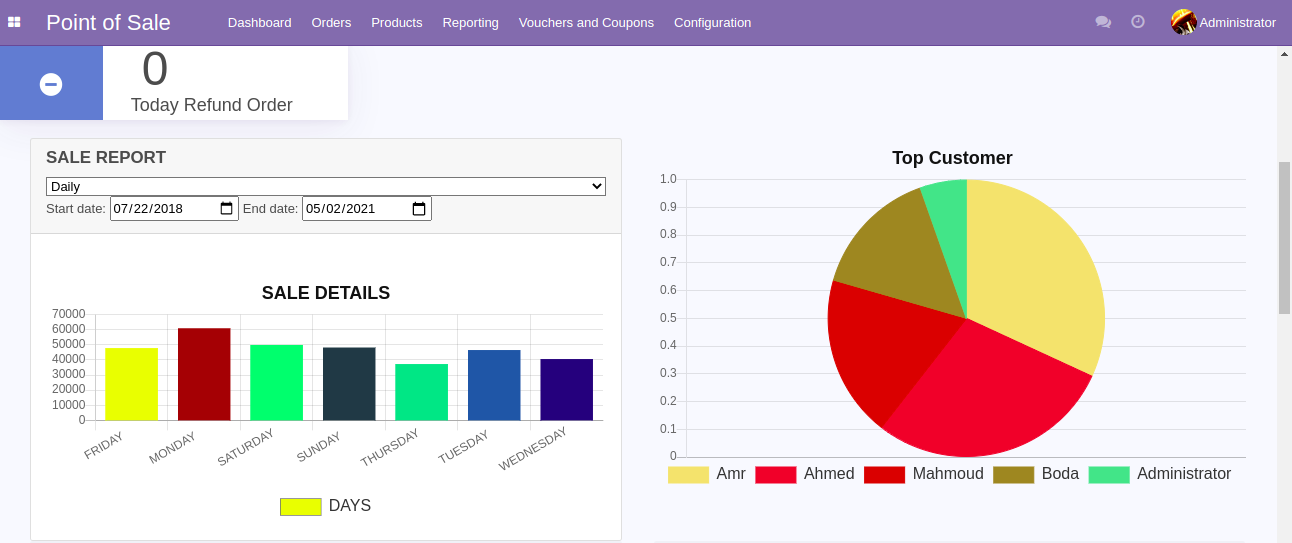 Point of Sale
Dashboard Orders Products Reporting Vouchers and Coupons Configuration
Administrator
0
Today Refund Order
SALE REPORT
Daily
Start date: 07/22/2018 End date: 05/02/2021
SALE DETAILS
70000
60000
50000
40000
30000
20000
10000
0
FRIDAY MONDAY SATURDAY SUNDAY THURSDAY TUESDAY WEDNESDAY
DAYS
Top Customer
1.0
0.9
0.8
0.7
0.6
0.5
0.4
0.3
0.2
0.1
0
Amr Ahmed Mahmoud Boda Administrator